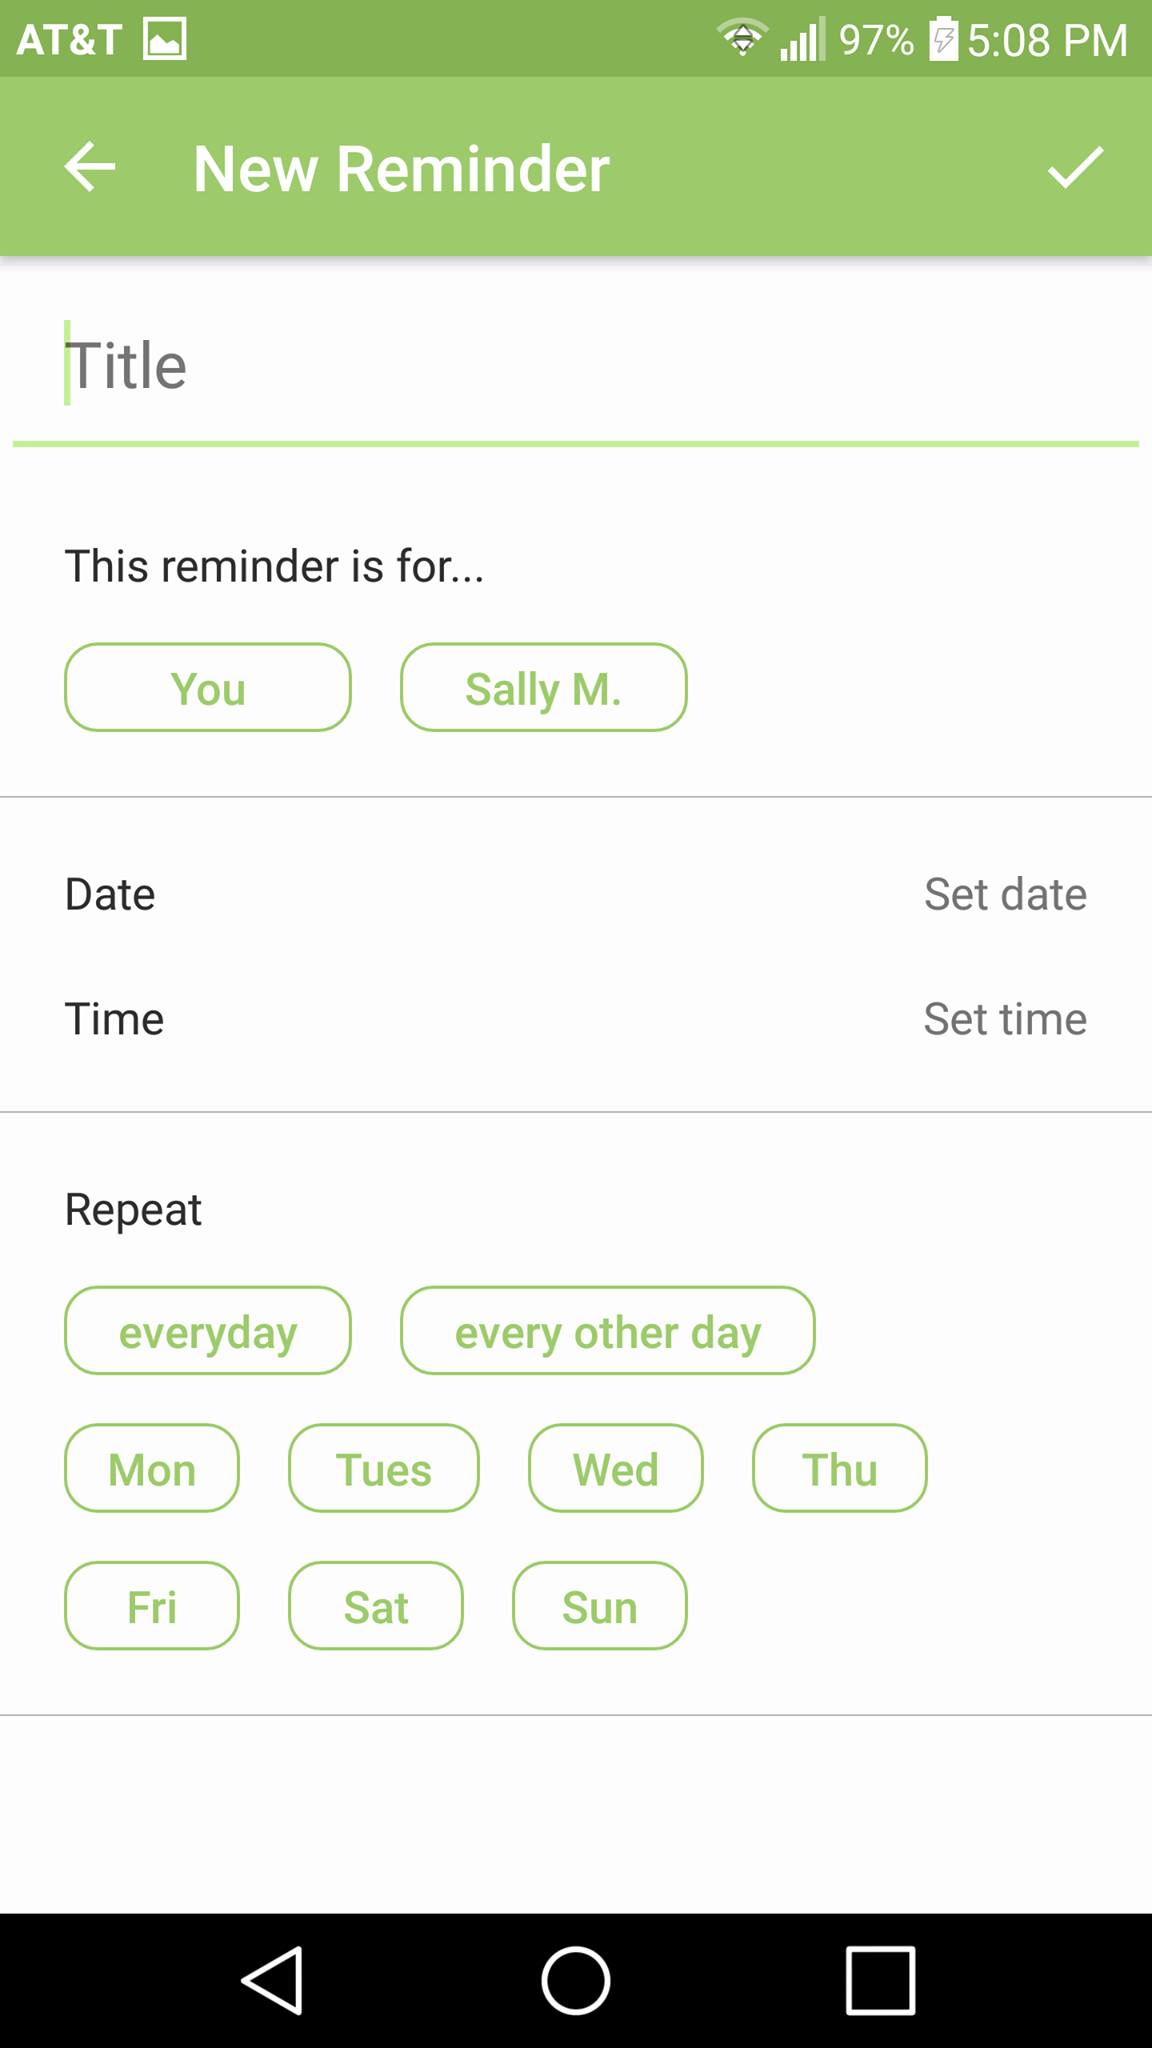 AT&T 97% 5:08 PM
New Reminder
Title
This reminder is for...
You Sally M.
Date Set date
Time Set time
Repeat
everyday every other day
Mon Tues Wed Thu
Fri Sat Sun